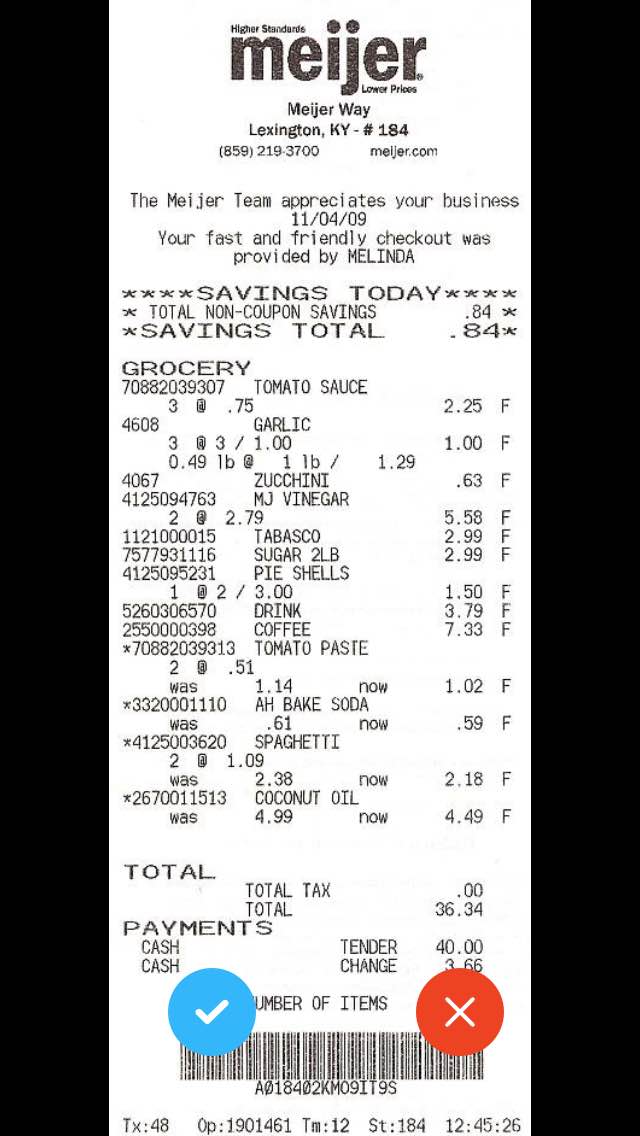 Higher Standards
meijer
Lower Prices
Meijer Way
Lexington, KY - # 184
(859) 219-3700 meijer.com
The Meijer Team appreciates your business
11/04/09
Your fast and friendly checkout was
provided by MELINDA
****SAVINGS TODAY****
* TOTAL NON-COUPON SAVINGS .84 *
*SAVINGS TOTAL .84*
GROCERY
70882039307 TOMATO SAUCE
3 @ .75 2.25 F
4608 GARLIC
3 @ 3 / 1.00 1.00 F
0.49 lb @ 1 lb / 1.29
4067 ZUCCHINI .63 F
4125094763 MJ VINEGAR
2 @ 2.79 5.58 F
1121000015 TABASCO 2.99 F
7577931116 SUGAR 2LB 2.99 F
4125095231 PIE SHELLS
1 @ 2 / 3.00 1.50 F
5260306570 DRINK 3.79 F
2550000398 COFFEE 7.33 F
*70882039313 TOMATO PASTE
2 @ .51
was 1.14 now 1.02 F
*3320001110 AH BAKE SODA
was .61 now .59 F
*4125003620 SPAGHETTI
2 @ 1.09
was 2.38 now 2.18 F
*2670011513 COCONUT OIL
was 4.99 now 4.49 F
TOTAL
TOTAL TAX .00
TOTAL 36.34
PAYMENTS
CASH TENDER 40.00
CASH CHANGE 3.66
OF ITEMS
A018402KM09IT9S
Tx:48 Op:1901461 Tm:12 St:184 12:45:26